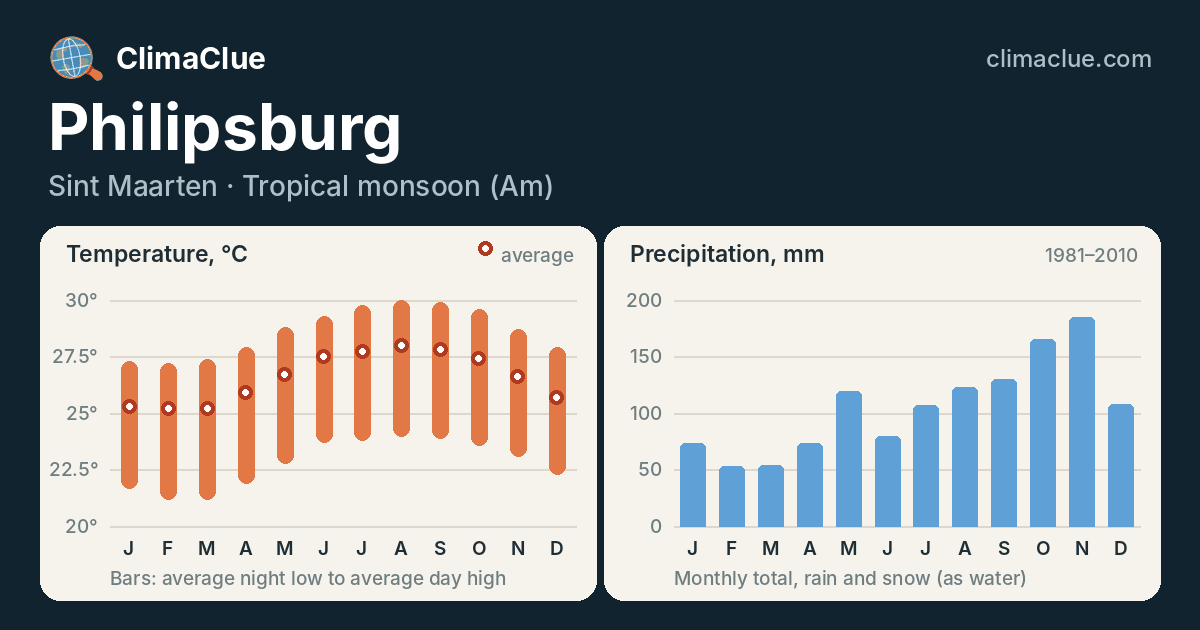 ClimaClue
climaclue.com
Philipsburg
Sint Maarten · Tropical monsoon (Am)
Temperature, °C
average
30°
27.5°
25°
22.5°
20°
J F M A M J J A S O N D
Bars: average night low to average day high
Precipitation, mm
1981–2010
200
150
100
50
0
J F M A M J J A S O N D
Monthly total, rain and snow (as water)